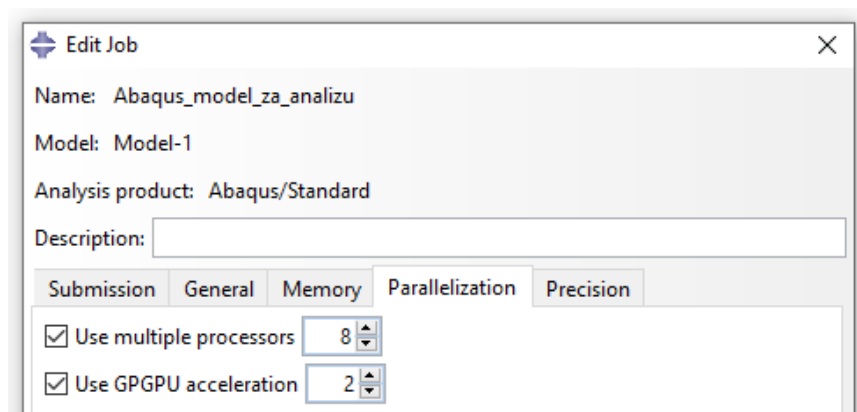 Edit Job
Name: Abaqus_model_za_analizu
Model: Model-1
Analysis product: Abaqus/Standard
Description:
Submission General Memory Parallelization Precision
Use multiple processors 8
Use GPGPU acceleration 2